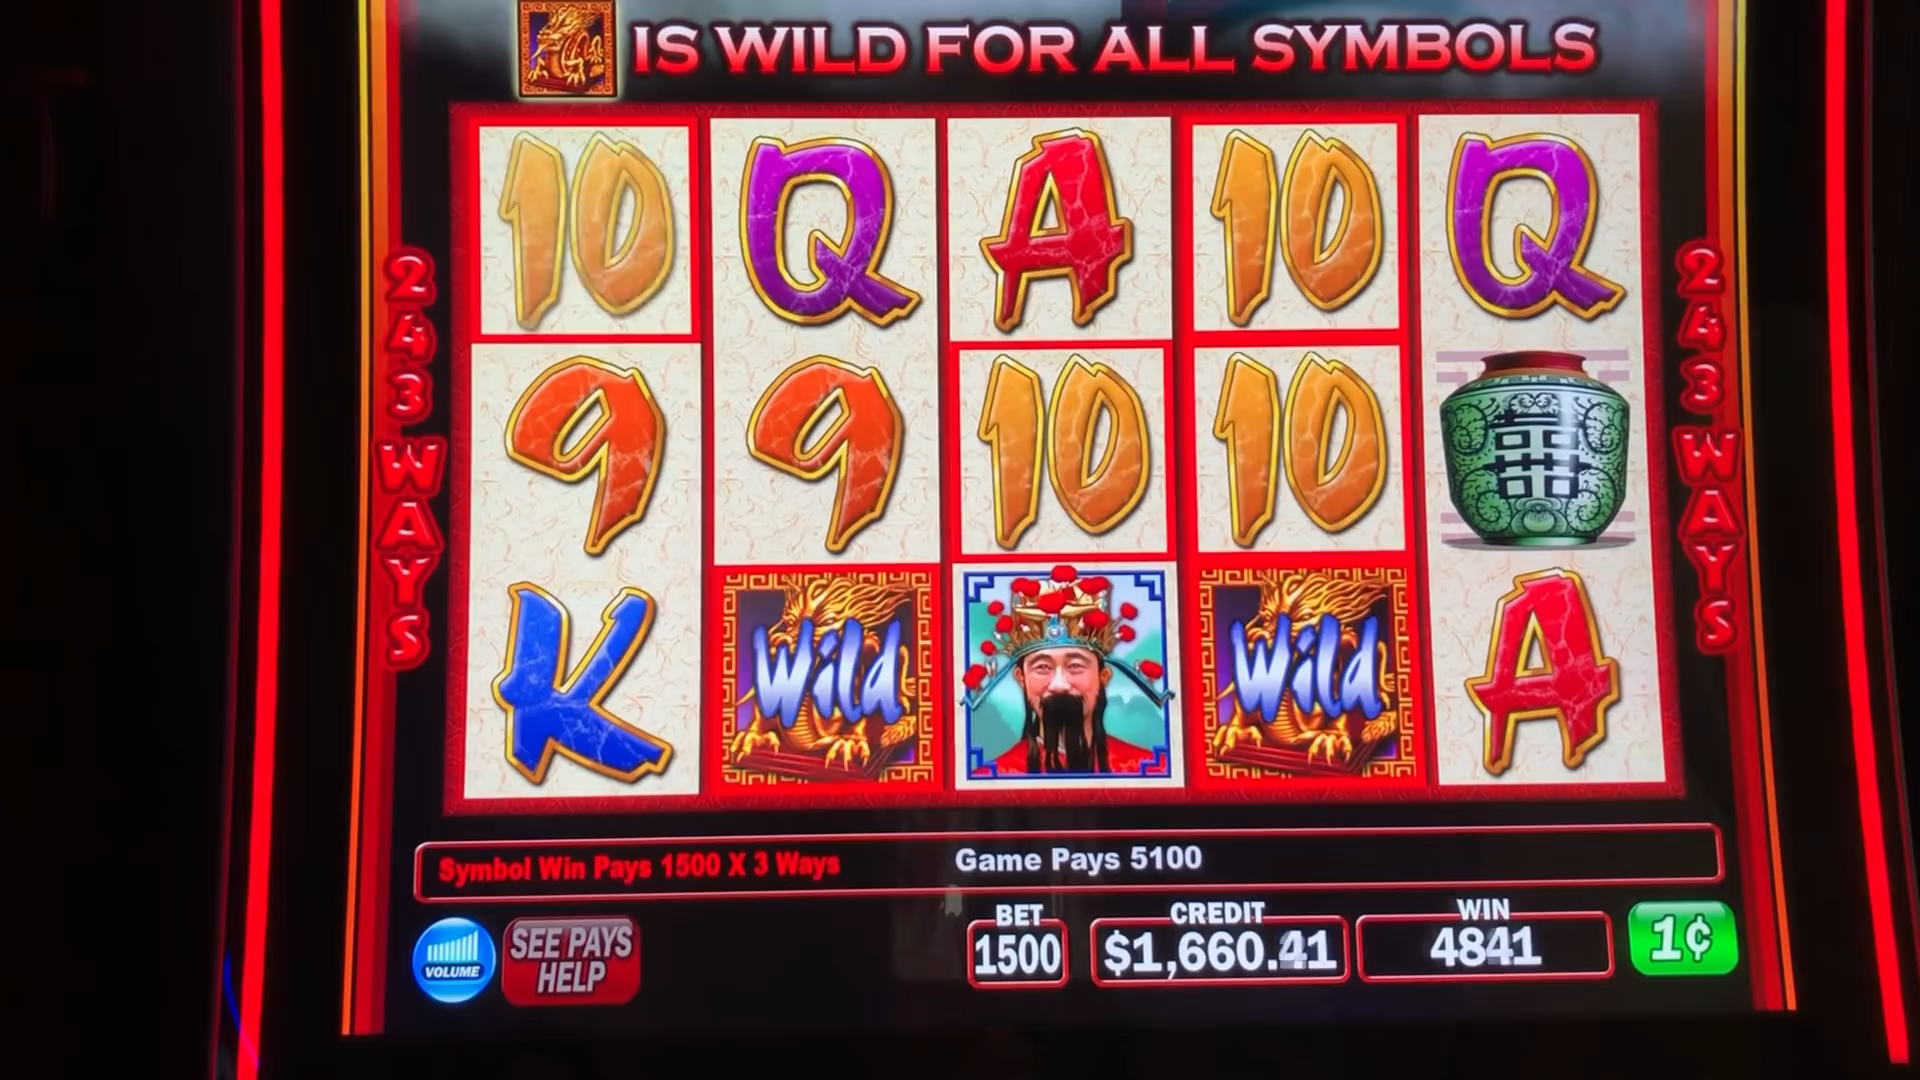 IS WILD FOR ALL SYMBOLS
243 WAYS
243 WAYS
10 Q A 10 Q
9 9 10 10
K Wild Wild A
Symbol Win Pays 1500 X 3 Ways
Game Pays 5100
VOLUME
SEE PAYS
HELP
BET
1500
CREDIT
$1,660.41
WIN
4841
1¢